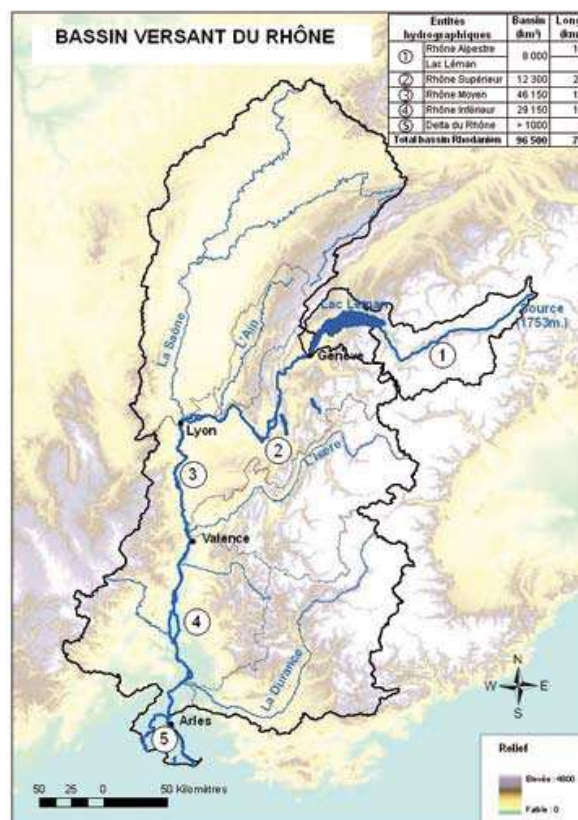 BASSIN VERSANT DU RHÔNE
Entités hydrographiques Bassin (km²)
1 Rhône Alpestre 8 000
Lac Léman
2 Rhône Supérieur 12 300
3 Rhône Moyen 46 150
4 Rhône Inférieur 29 150
5 Delta du Rhône > 1000
Total bassin Rhodanien 96 500
Lac Léman
Source
(1753m.)
1
Genève
L'Ain
La Saône
Lyon
2
3
L'Isère
Valence
4
La Durance
Arles
5
N
W E
S
50 0 50 Kilomètres
Relief
Elevée : 4800
Faible : 0